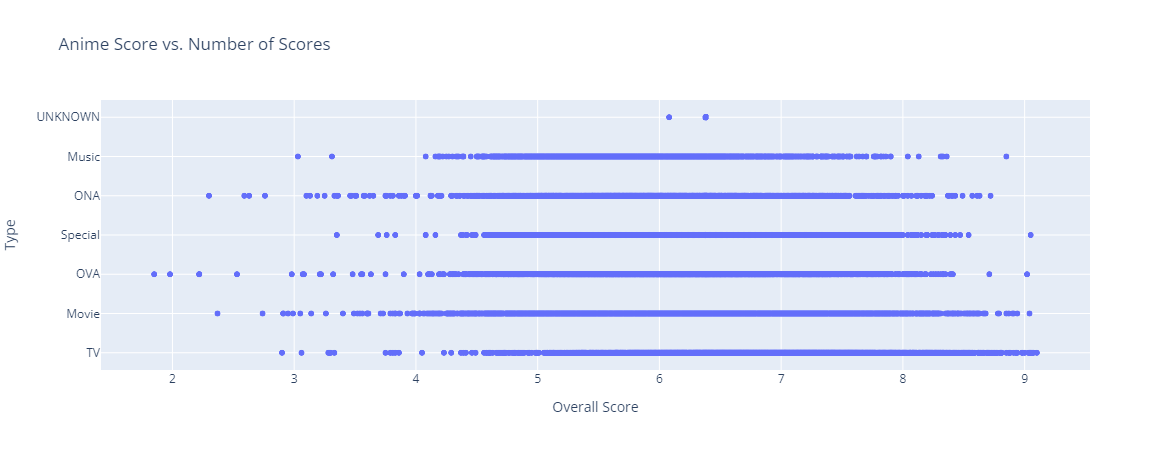 Anime Score vs. Number of Scores
UNKNOWN
Music
ONA
Special
OVA
Movie
TV
Type
2 3 4 5 6 7 8 9
Overall Score